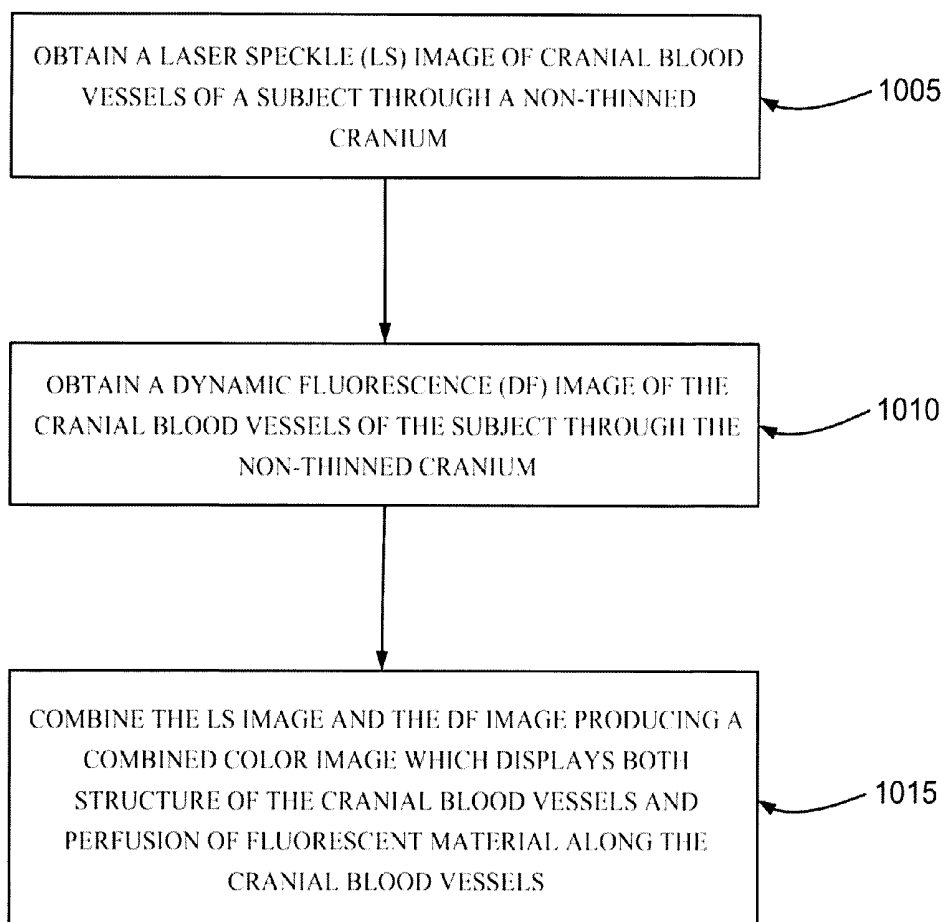 OBTAIN A LASER SPECKLE (LS) IMAGE OF CRANIAL BLOOD
VESSELS OF A SUBJECT THROUGH A NON-THINNED
CRANIUM
1005
OBTAIN A DYNAMIC FLUORESCENCE (DF) IMAGE OF THE
CRANIAL BLOOD VESSELS OF THE SUBJECT THROUGH THE
NON-THINNED CRANIUM
1010
COMBINE THE LS IMAGE AND THE DF IMAGE PRODUCING A
COMBINED COLOR IMAGE WHICH DISPLAYS BOTH
STRUCTURE OF THE CRANIAL BLOOD VESSELS AND
PERFUSION OF FLUORESCENT MATERIAL ALONG THE
CRANIAL BLOOD VESSELS
1015